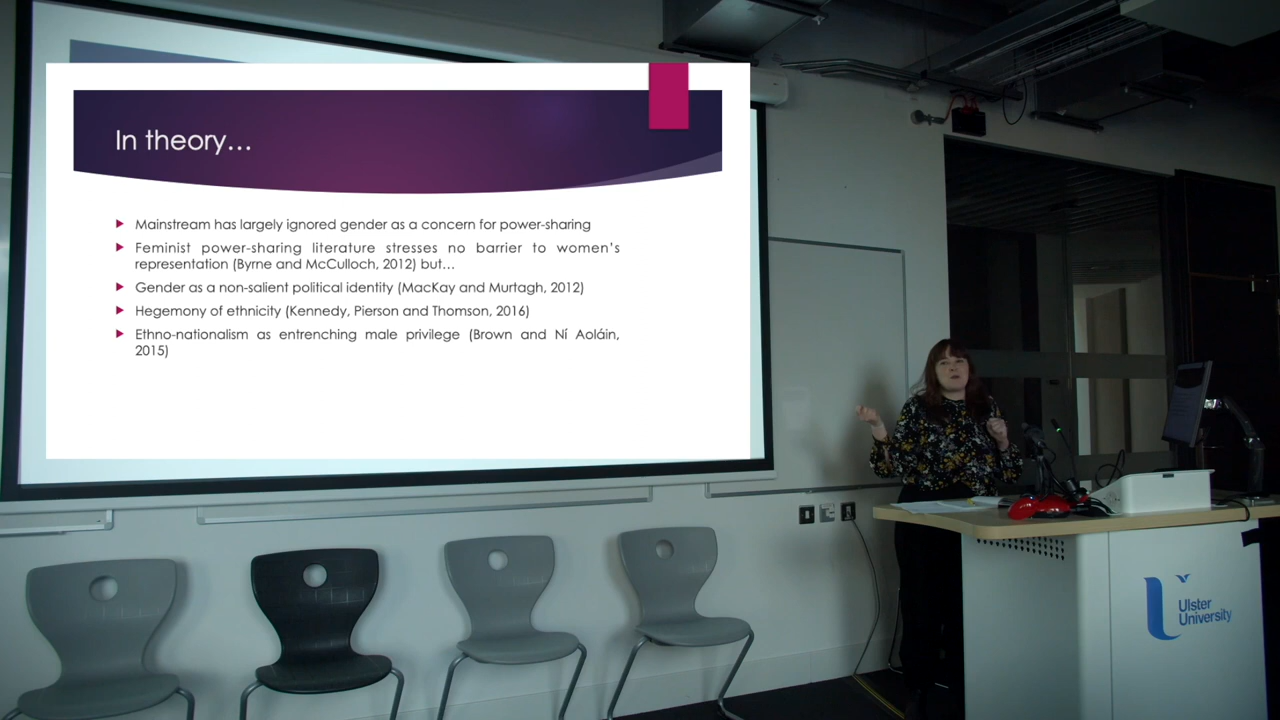 In theory…
Mainstream has largely ignored gender as a concern for power-sharing
Feminist power-sharing literature stresses no barrier to women's
representation (Byrne and McCulloch, 2012) but…
Gender as a non-salient political identity (MacKay and Murtagh, 2012)
Hegemony of ethnicity (Kennedy, Pierson and Thomson, 2016)
Ethno-nationalism as entrenching male privilege (Brown and Ní Aoláin,
2015)
Ulster
University